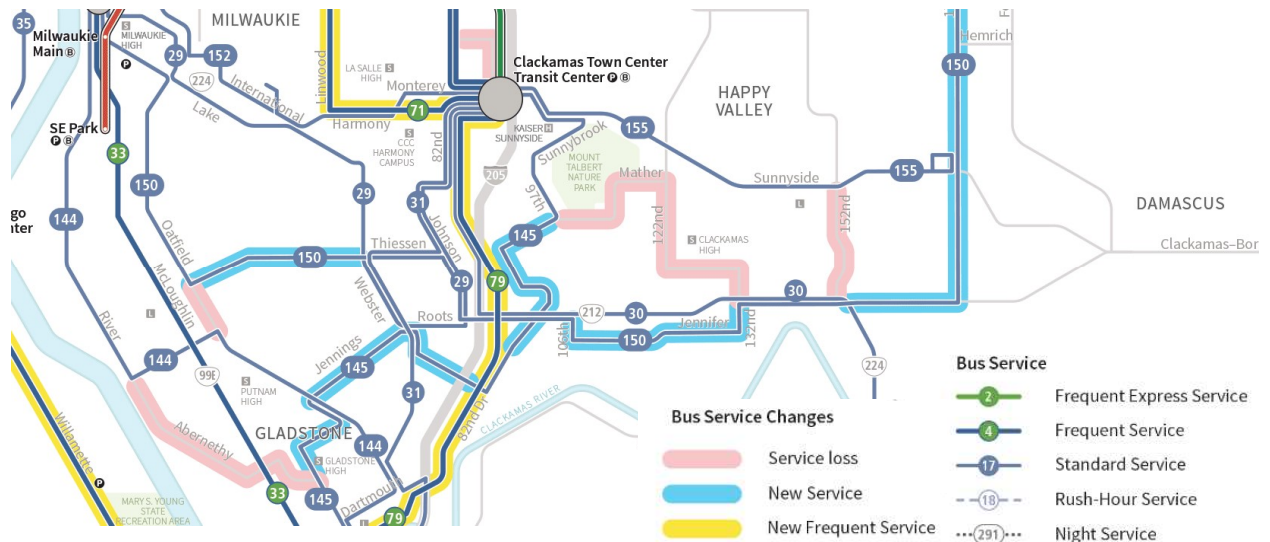 35
MILWAUKIE
Milwaukie
Main B
S
MILWAUKIE
HIGH
P
29
152
224
International
Lake
Linwood
LA SALLE S
HIGH
Monterey
71
Harmony
S
CCC
HARMONY
CAMPUS
82nd
Clackamas Town Center
Transit Center P B
KAISER H
SUNNYSIDE
Sunnybrook
155
HAPPY
VALLEY
Hemrich
150
SE Park
P B
33
205
MOUNT
TALBERT
NATURE
PARK
Mather
Sunnyside
155
L
150
29
31
97th
122nd
152nd
DAMASCUS
144
go
nter
Oatfield
Johnson
145
S CLACKAMAS
HIGH
Clackamas–Bor
Thiessen
150
29
79
McLoughlin
Webster
30
L
River
Roots
212
30
106th
Jennifer
150
132nd
144
99E
Jennings
145
224
S
PUTNAM
HIGH
31
CLACKAMAS RIVER
82nd Dr
Willamette
Abernethy
GLADSTONE
144
S GLADSTONE
HIGH
P
33
145
Dartmouth
79
L
MARY S. YOUNG
STATE
RECREATION AREA
Bus Service Changes
Service loss
New Service
New Frequent Service
Bus Service
2 Frequent Express Service
4 Frequent Service
17 Standard Service
18 Rush-Hour Service
(291) Night Service